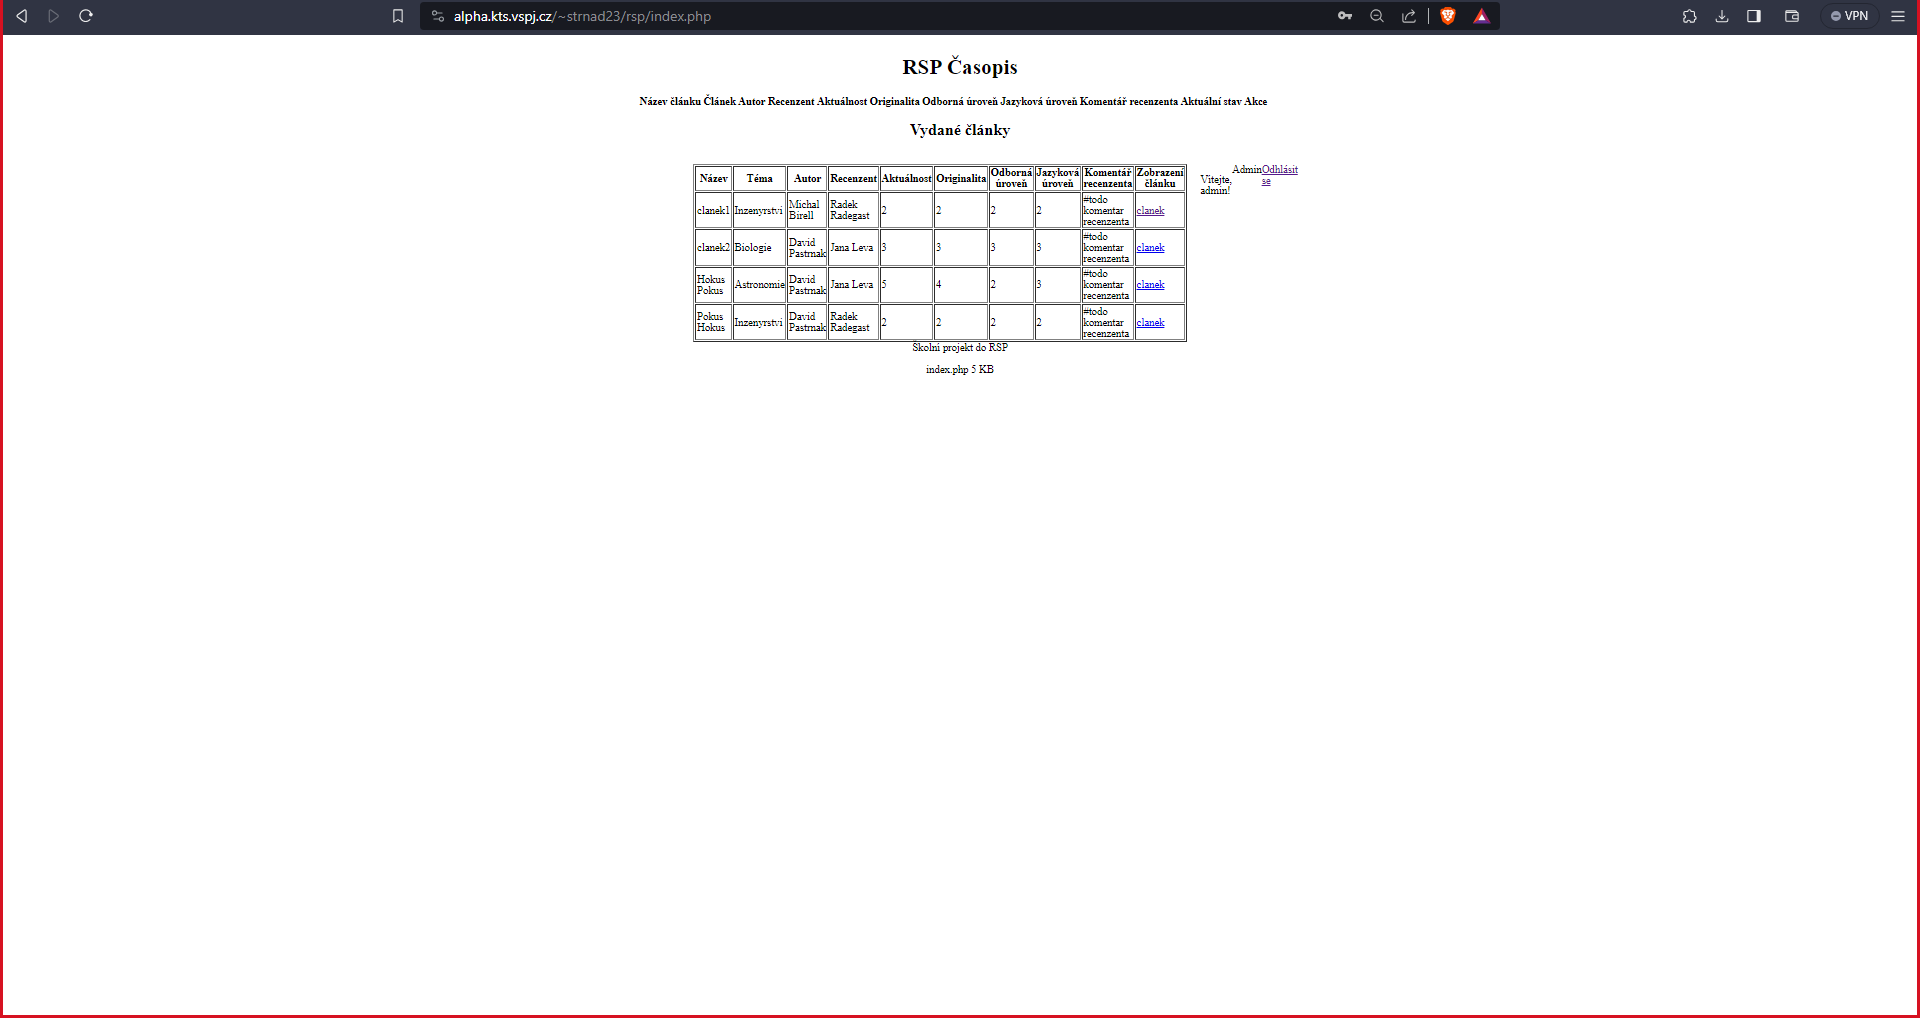 alpha.kts.vspj.cz/~strnad23/rsp/index.php
VPN
RSP Časopis
Název článku Článek Autor Recenzent Aktuálnost Originalita Odborná úroveň Jazyková úroveň Komentář recenzenta Aktuální stav Akce
Vydané články
Název Téma Autor Recenzent Aktuálnost Originalita Odborná úroveň Jazyková úroveň Komentář recenzenta Zobrazení článku
clanek1 Inzenyrstvi Michal Birell Radek Radegast 2 2 2 2 #todo komentar recenzenta clanek
clanek2 Biologie David Pastrnak Jana Leva 3 3 3 3 #todo komentar recenzenta clanek
Hokus Pokus Astronomie David Pastrnak Jana Leva 5 4 2 3 #todo komentar recenzenta clanek
Pokus Hokus Inzenyrstvi David Pastrnak Radek Radegast 2 2 2 2 #todo komentar recenzenta clanek
Vítejte, admin!
Admin
Odhlásit se
Školní projekt do RSP
index.php 5 KB